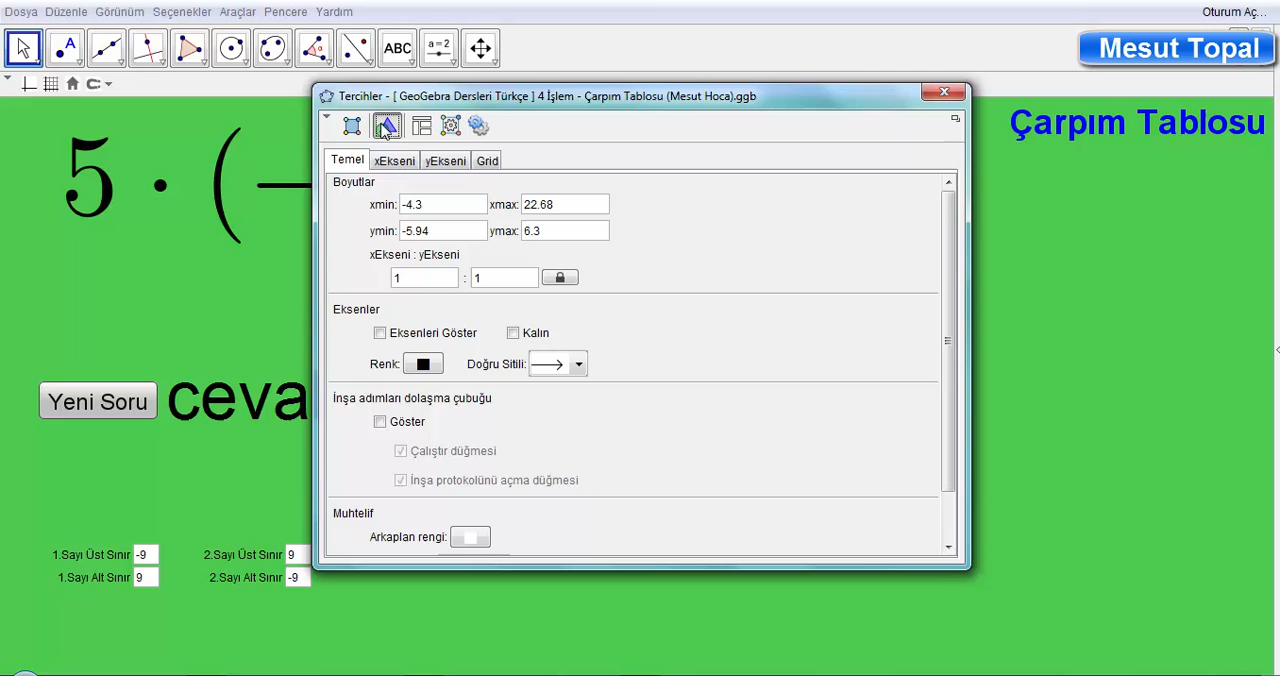 Dosya Düzenle Görünüm Seçenekler Araçlar Pencere Yardım Oturum Aç...
ABC a=2
A
Mesut Topal
Tercihler - [ GeoGebra Dersleri Türkçe ] 4 İşlem - Çarpım Tablosu (Mesut Hoca).ggb
Çarpım Tablosu
5 · (−
Temel xEkseni yEkseni Grid
Boyutlar
xmin: -4.3 xmax: 22.68
ymin: -5.94 ymax: 6.3
xEkseni : yEkseni
1 : 1
Eksenler
Eksenleri Göster Kalın
Renk: Doğru Sitili:
İnşa adımları dolaşma çubuğu
Göster
Çalıştır düğmesi
İnşa protokolünü açma düğmesi
Muhtelif
Arkaplan rengi:
Yeni Soru ceva
1.Sayı Üst Sınır -9 2.Sayı Üst Sınır 9
1.Sayı Alt Sınır 9 2.Sayı Alt Sınır -9